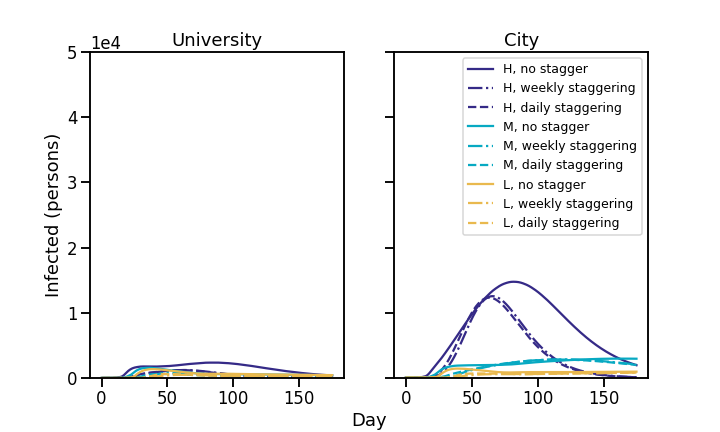 University
City
1e4
5
4
3
2
1
0
Infected (persons)
H, no stagger
H, weekly staggering
H, daily staggering
M, no stagger
M, weekly staggering
M, daily staggering
L, no stagger
L, weekly staggering
L, daily staggering
0 50 100 150
0 50 100 150
Day